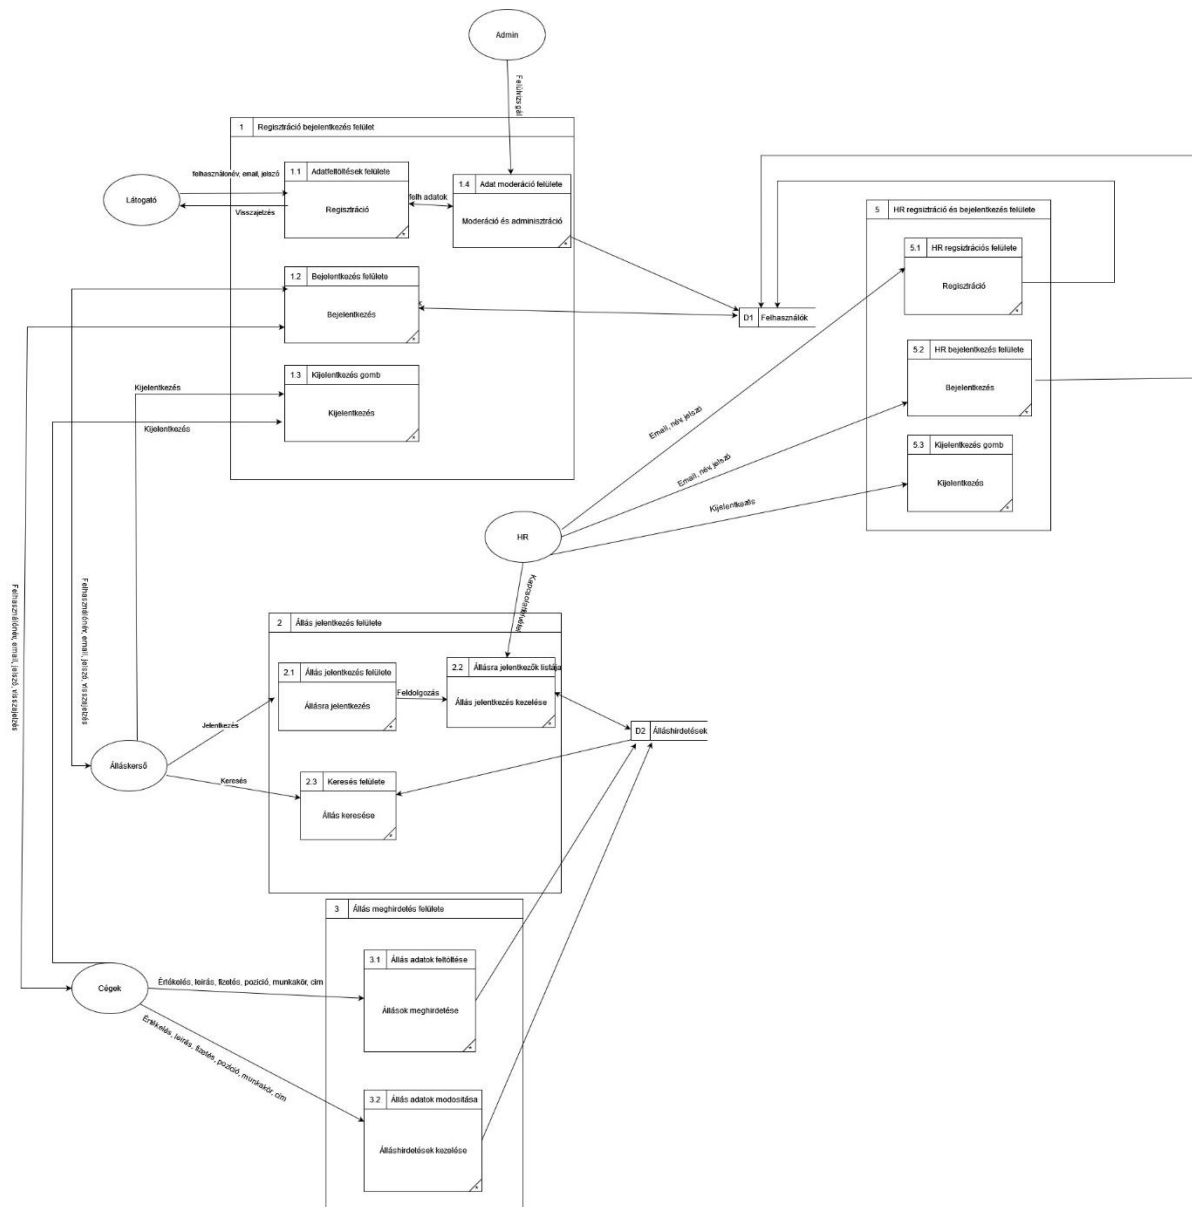 Admin
Felülvizsgál
1 Regisztráció bejelentkezés felület
1.1 Adatfeltöltések felülete
Regisztráció
felhasználónév, email, jelszó
Látogató
Visszajelzés
felh adatok
1.4 Adat moderáció felülete
Moderáció és adminisztráció
1.2 Bejelentkezés felülete
Bejelentkezés
1.3 Kijelentkezés gomb
Kijelentkezés
Kijelentkezés
Kijelentkezés
D1 Felhasználók
5 HR regsiztráció és bejelentkezés felülete
5.1 HR regsiztrációs felülete
Regisztráció
5.2 HR bejelentkezés felülete
Bejelentkezés
5.3 Kijelentkezés gomb
Kijelentkezés
Email, név, jelszó
Email, név, jelszó
Kijelentkezés
HR
Kapcsolatfelvétel
Felhasználónév, email, jelszó, visszajelzés
Felhasználónév, email, jelszó, visszajelzés
2 Állás jelentkezés felülete
2.1 Állás jelentkezés felülete
Állásra jelentkezés
Feldolgozás
2.2 Állásra jelentkezők listája
Állás jelentkezés kezelése
Jelentkezés
D2 Álláshirdetések
Álláskerső
Keresés
2.3 Keresés felülete
Állás keresése
3 Állás meghirdetés felülete
3.1 Állás adatok feltöltése
Állások meghirdetése
Cégek
Értékelés, leírás, fizetés, pozíció, munkakör, cím
Értékelés, leírás, fizetés, pozíció, munkakör, cím
3.2 Állás adatok modosítása
Álláshirdetések kezelése